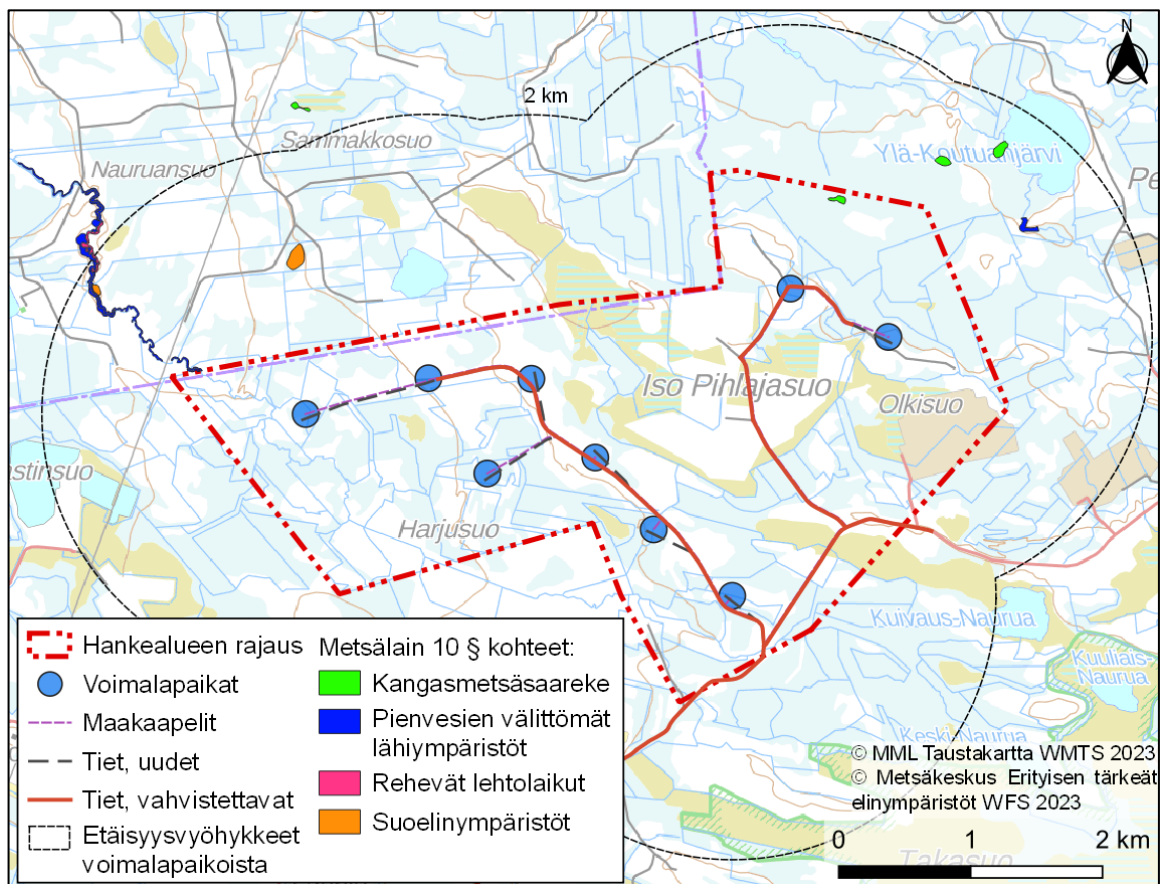 N
2 km
Sammakkosuo
Nauruansuo
Ylä-Koutuanjärvi
Pe
Iso Pihlajasuo
Olkisuo
astinsuo
Harjusuo
Kuivaus-Naurua
Kuuliais-
Naurua
Keski-Naurua
Takasuo
Hankealueen rajaus
Voimalapaikat
Maakaapelit
Tiet, uudet
Tiet, vahvistettavat
Etäisyysvyöhykkeet
voimalapaikoista
Metsälain 10 § kohteet:
Kangasmetsäsaareke
Pienvesien välittömät
lähiympäristöt
Rehevät lehtolaikut
Suoelinympäristöt
© MML Taustakartta WMTS 2023
© Metsäkeskus Erityisen tärkeät
elinympäristöt WFS 2023
0 1 2 km